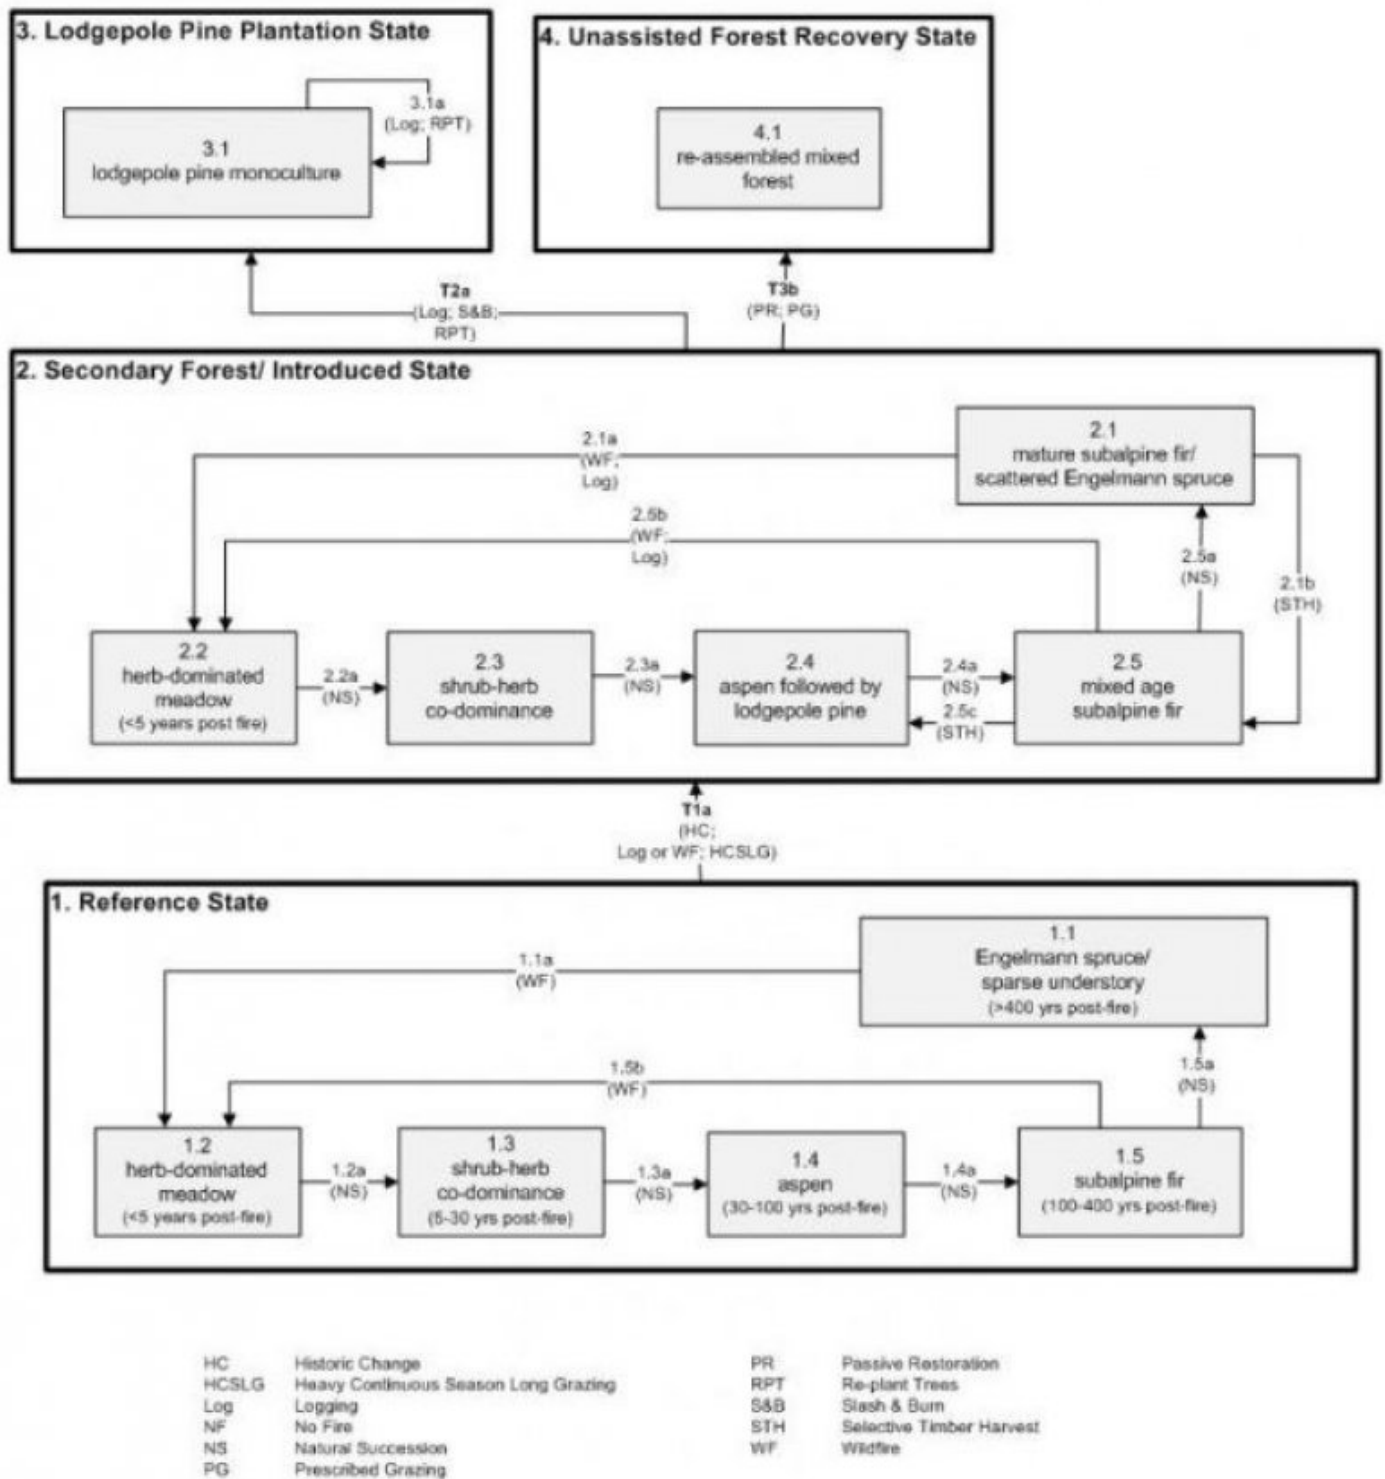 3. Lodgepole Pine Plantation State
3.1a
(Log; RPT)
3.1
lodgepole pine monoculture
4. Unassisted Forest Recovery State
4.1
re-assembled mixed
forest
T2a
(Log; S&B;
RPT)
T3b
(PR; PG)
2. Secondary Forest/ Introduced State
2.1
mature subalpine fir/
scattered Engelmann spruce
2.1a
(WF;
Log)
2.5b
(WF;
Log)
2.5a
(NS)
2.1b
(STH)
2.2
herb-dominated
meadow
(<5 years post fire)
2.2a
(NS)
2.3
shrub-herb
co-dominance
2.3a
(NS)
2.4
aspen followed by
lodgepole pine
2.4a
(NS)
2.5c
(STH)
2.5
mixed age
subalpine fir
T1a
(HC;
Log or WF; HCSLG)
1. Reference State
1.1
Engelmann spruce/
sparse understory
(>400 yrs post-fire)
1.1a
(WF)
1.5b
(WF)
1.5a
(NS)
1.2
herb-dominated
meadow
(<5 years post-fire)
1.2a
(NS)
1.3
shrub-herb
co-dominance
(5-30 yrs post-fire)
1.3a
(NS)
1.4
aspen
(30-100 yrs post-fire)
1.4a
(NS)
1.5
subalpine fir
(100-400 yrs post-fire)
HC Historic Change
HCSLG Heavy Continuous Season Long Grazing
Log Logging
NF No Fire
NS Natural Succession
PG Prescribed Grazing
PR Passive Restoration
RPT Re-plant Trees
S&B Slash & Burn
STH Selective Timber Harvest
WF Wildfire